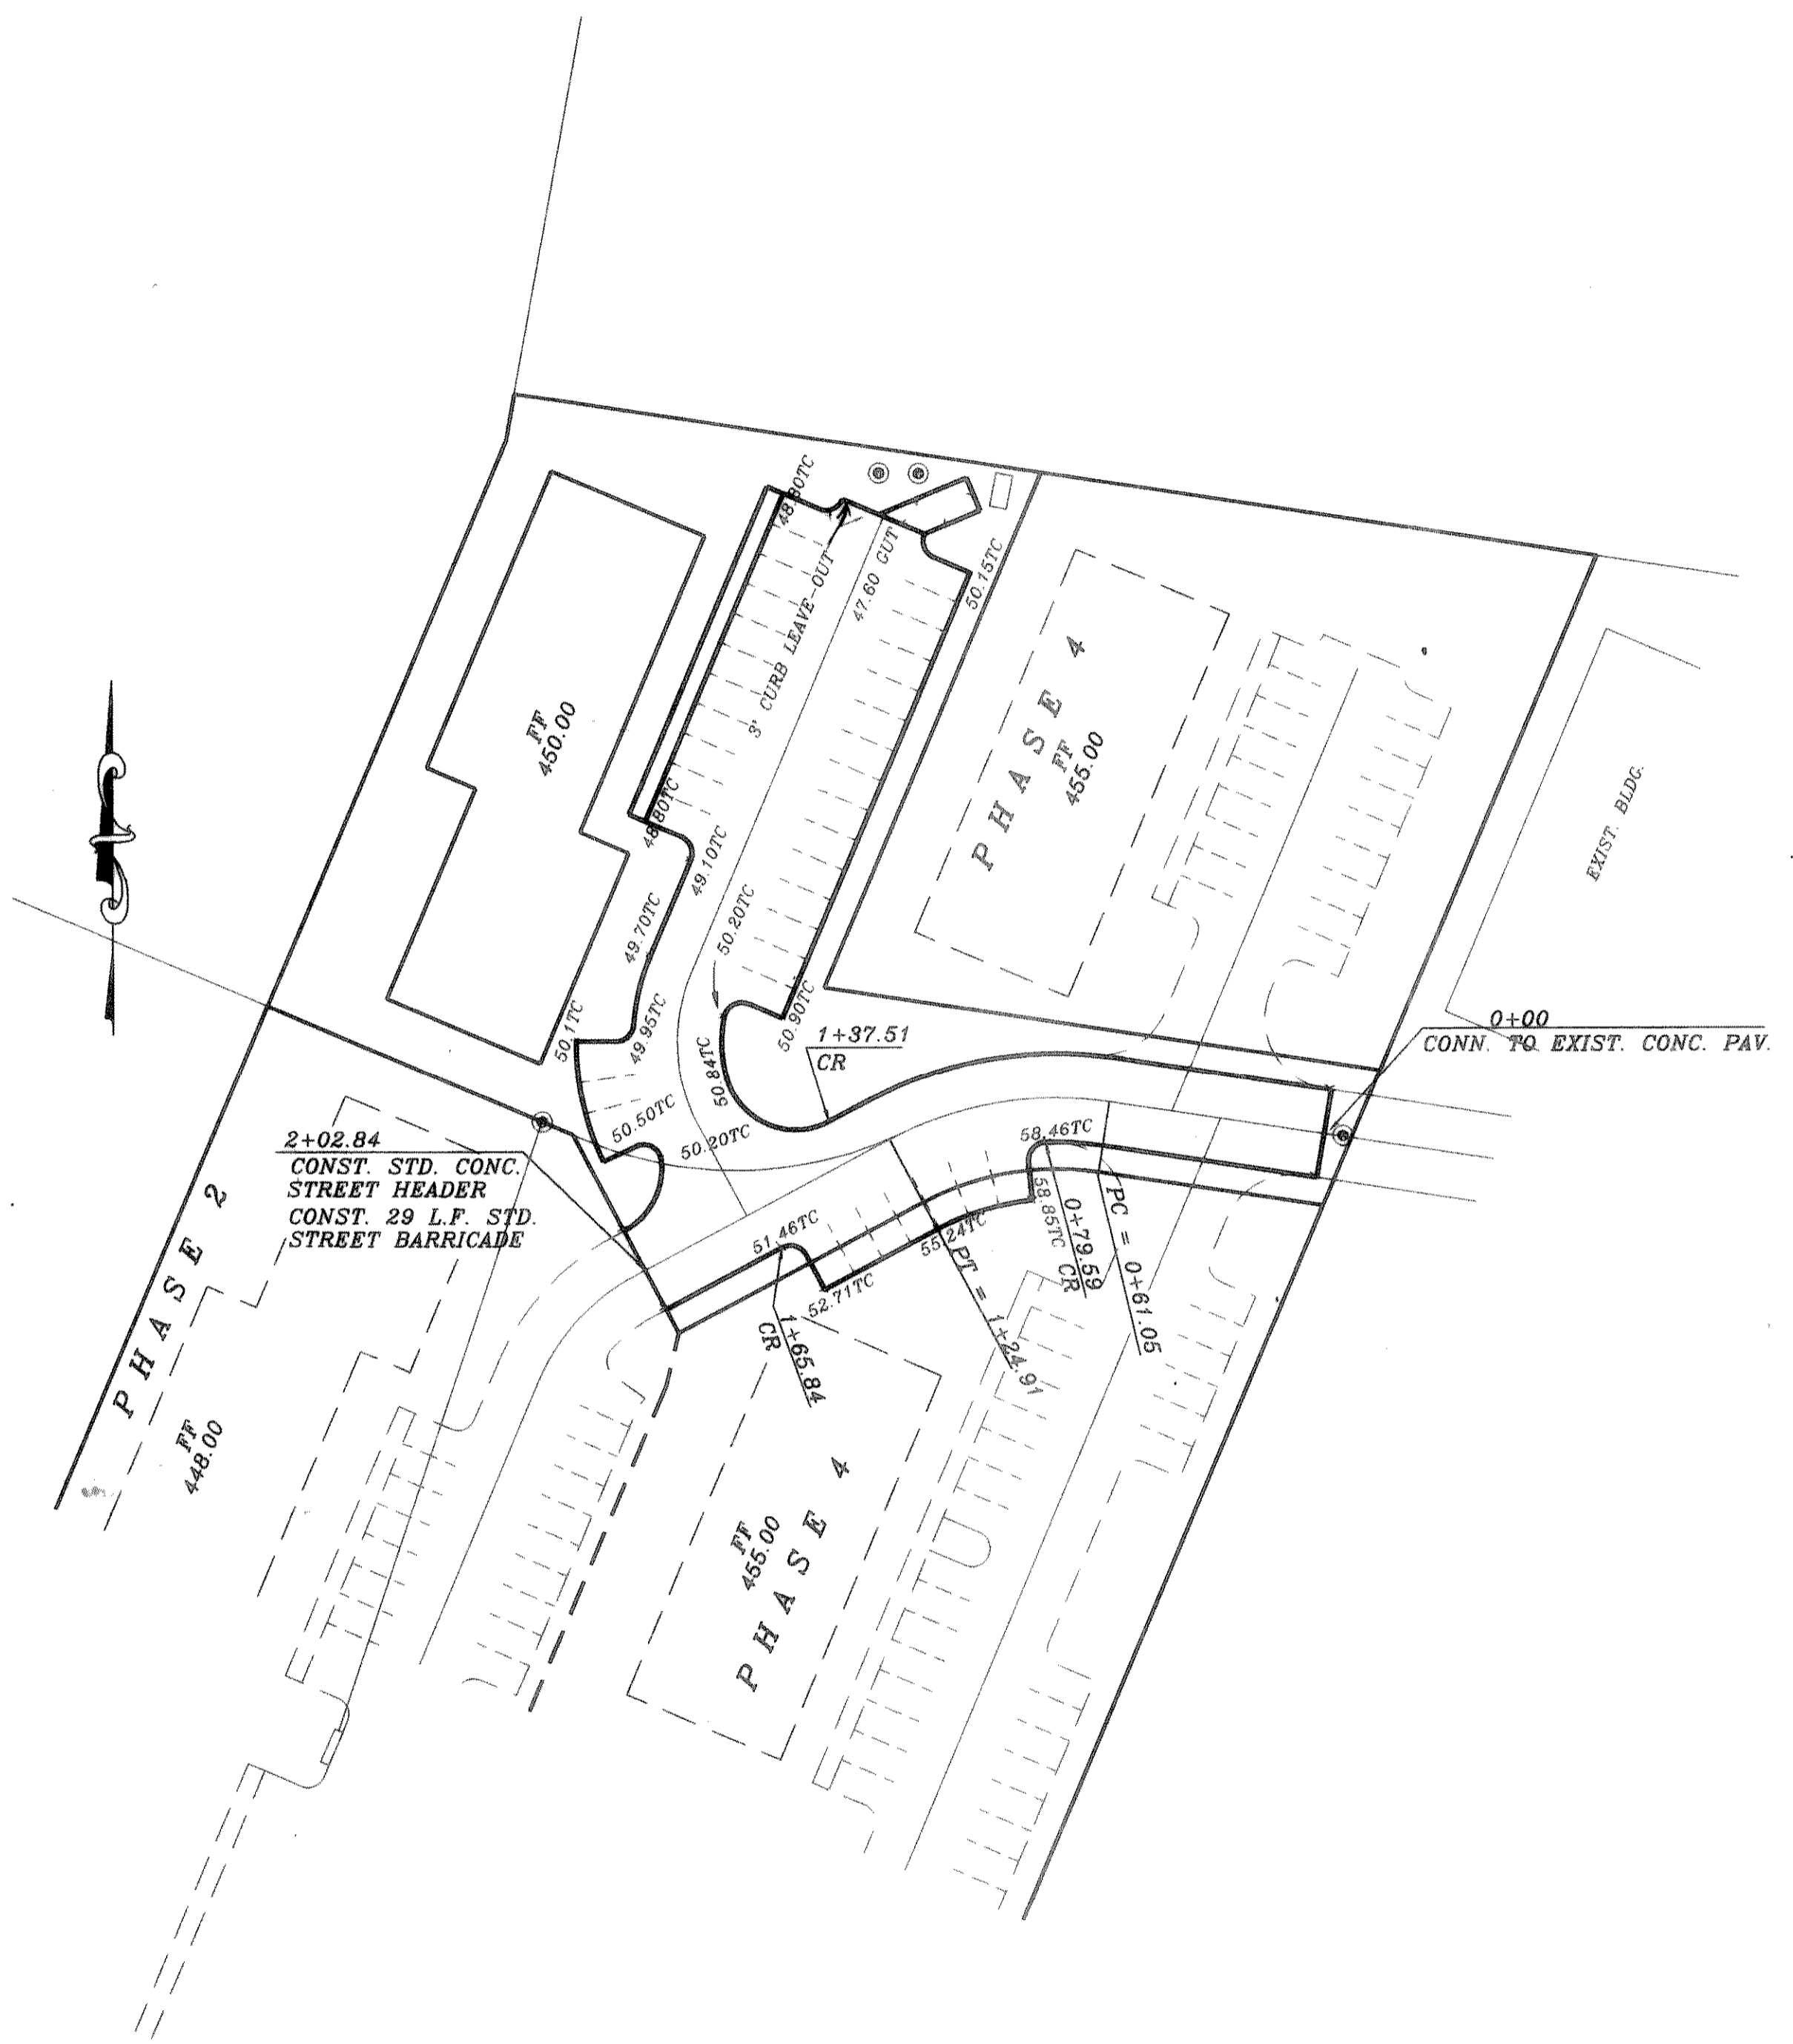 48.80TC
3' CURB LEAVE-OUT
47.60 GUT
50.15TC
PHASE 4
FF
455.00
FF
450.00
EXIST. BLDG.
48.80TC
49.10TC
49.70TC
50.20TC
49.95TC
50.1TC
50.90TC
50.84TC
1+37.51
CR
0+00
CONN. TO EXIST. CONC. PAV.
50.50TC
50.20TC
58.46TC
2+02.84
CONST. STD. CONC.
STREET HEADER
CONST. 29 L.F. STD.
STREET BARRICADE
58.85TC
0+79.59
CR
PC = 0+61.05
51.46TC
55.24TC
PT = 1+24.91
52.71TC
1+65.84
CR
PHASE 2
FF
448.00
FF
455.00
PHASE 4